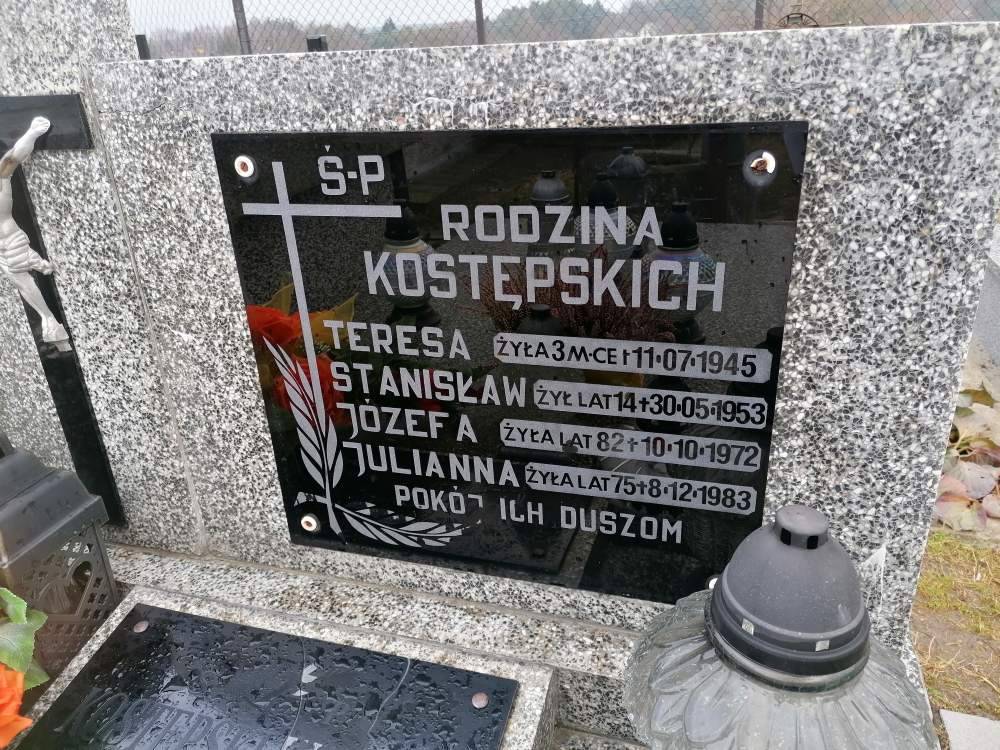 Ś-P
RODZINA
KOSTĘPSKICH
TERESA ŻYŁA 3 M-CE † 11·07·1945
STANISŁAW ŻYŁ LAT 14 † 30·05·1953
JÓZEFA ŻYŁA LAT 82 † 10·10·1972
JULIANNA ŻYŁA LAT 75 † 8·12·1983
POKÓJ ICH DUSZOM